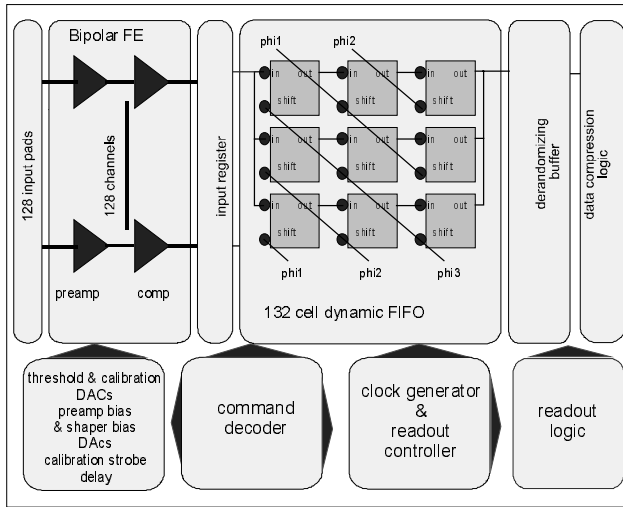 Bipolar FE
phi1
phi2
128 input pads
128 channels
preamp
comp
input register
in out
shift
in out
shift
in out
shift
in out
shift
in out
shift
in out
shift
in out
shift
in out
shift
in out
shift
phi1
phi2
phi3
132 cell dynamic FIFO
derandomizing
buffer
data compression
logic
threshold & calibration
DACs
preamp bias
& shaper bias
DAcs
calibration strobe
delay
command
decoder
clock generator
&
readout
controller
readout
logic